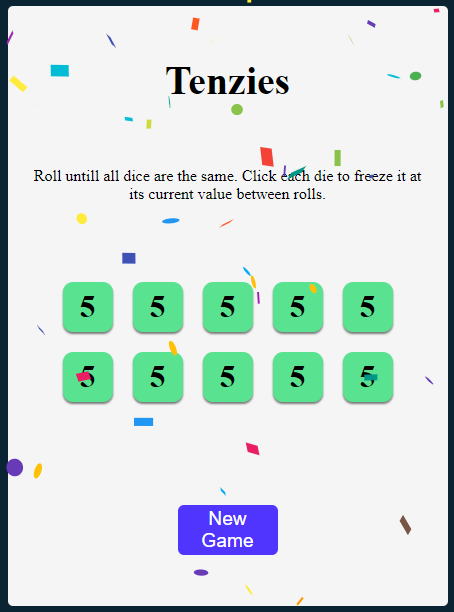 Tenzies
Roll untill all dice are the same. Click each die to freeze it at
its current value between rolls.
5 5 5 5 5
5 5 5 5 5
New
Game